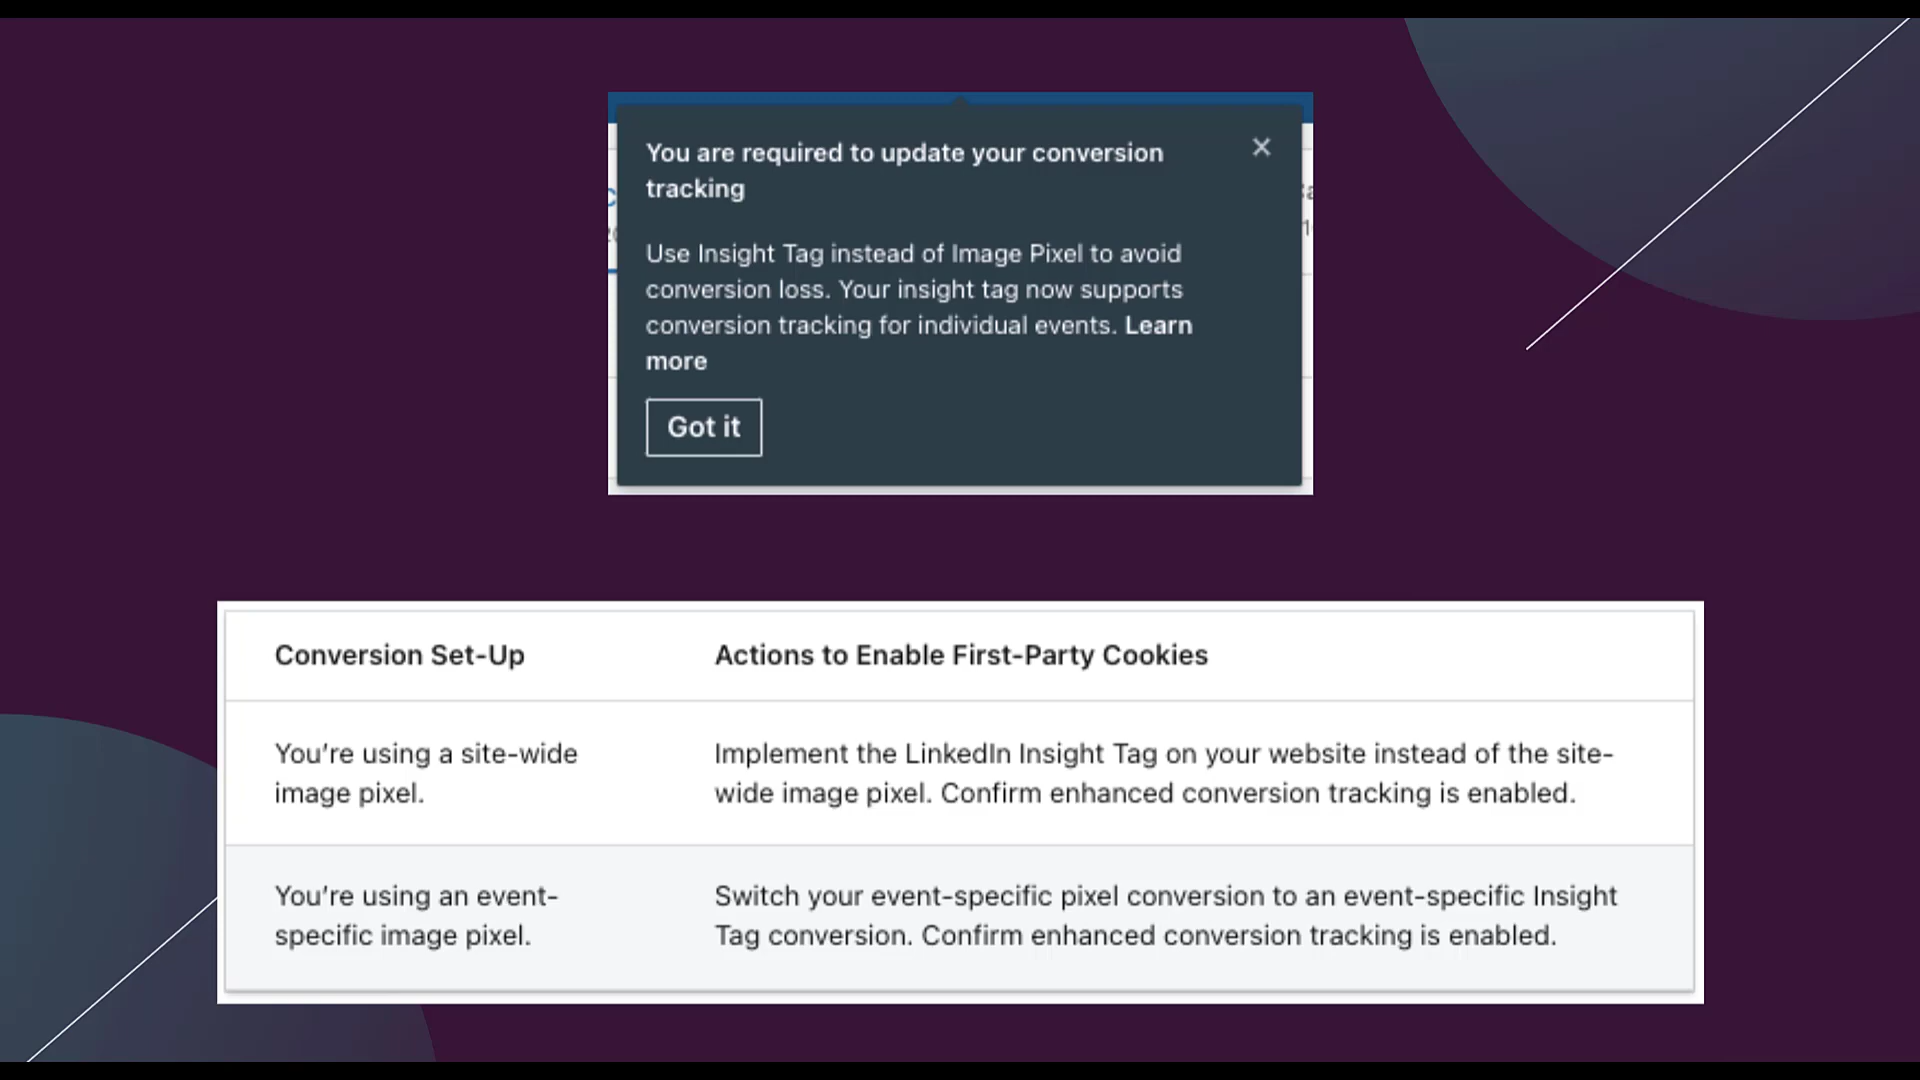 You are required to update your conversion
tracking
Use Insight Tag instead of Image Pixel to avoid
conversion loss. Your insight tag now supports
conversion tracking for individual events. Learn
more
Got it
Conversion Set-Up
Actions to Enable First-Party Cookies
You’re using a site-wide
image pixel.
Implement the LinkedIn Insight Tag on your website instead of the site-
wide image pixel. Confirm enhanced conversion tracking is enabled.
You’re using an event-
specific image pixel.
Switch your event-specific pixel conversion to an event-specific Insight
Tag conversion. Confirm enhanced conversion tracking is enabled.